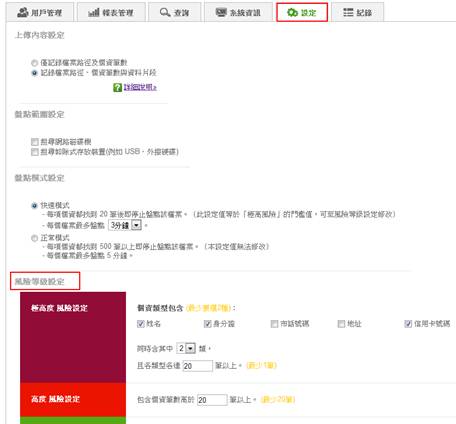 用戶管理
報表管理
查詢
系統資訊
設定
紀錄
上傳內容設定
僅記錄檔案路徑及個資筆數
記錄檔案路徑、個資筆數與資料片段
詳細說明»
盤點範圍設定
搜尋網路磁碟機
搜尋卸除式存放裝置(例如 USB、外接硬碟)
盤點模式設定
快速模式
- 每項個資都找到 20 筆後即停止盤點該檔案。(此設定值等於「極高風險」的門檻值，可至風險等級設定修改)
- 每個檔案最多盤點 3分鐘 。
正常模式
- 每項個資都找到 500 筆以上即停止盤點該檔案。(本設定值無法修改)
- 每個檔案最多盤點 5 分鐘。
風險等級設定
極高度 風險設定
個資類型包含 (最少要選2種)：
姓名
身分證
市話號碼
地址
信用卡號碼
同時含其中 2 類，
且各類型各達 20 筆以上。 (最少1筆)
高度 風險設定
包含個資筆數高於 20 筆以上。 (最少20筆)